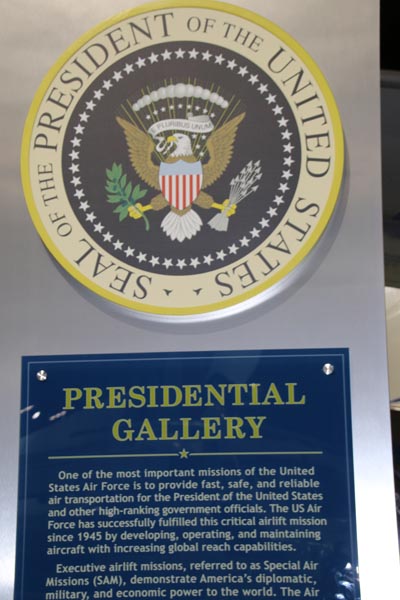 SEAL OF THE PRESIDENT OF THE UNITED STATES
E PLURIBUS UNUM
PRESIDENTIAL
GALLERY
One of the most important missions of the United
States Air Force is to provide fast, safe, and reliable
air transportation for the President of the United States
and other high-ranking government officials. The US Air
Force has successfully fulfilled this critical airlift mission
since 1945 by developing, operating, and maintaining
aircraft with increasing global reach capabilities.
Executive airlift missions, referred to as Special Air
Missions (SAM), demonstrate America's diplomatic,
military, and economic power to the world. The Air